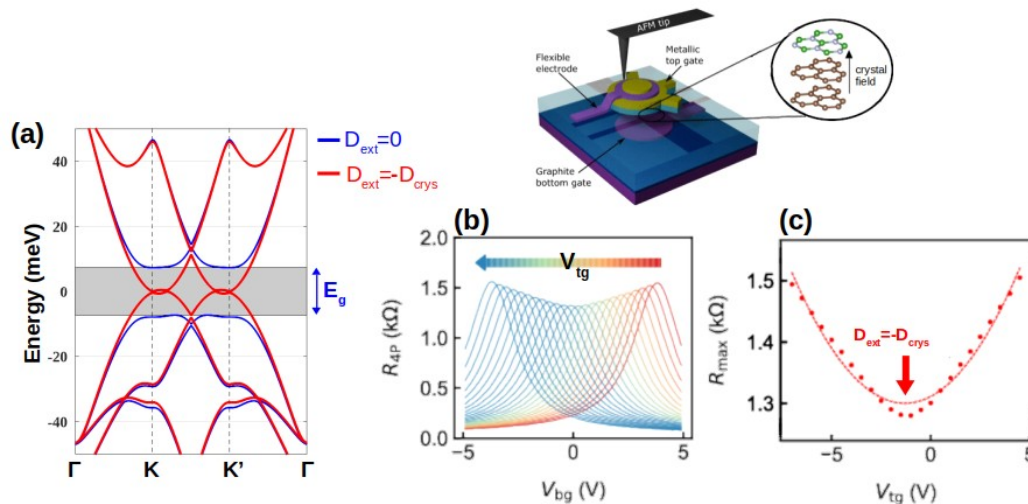 AFM tip
Flexible
electrode
Metallic
top gate
crystal
field
Graphite
bottom gate
(a)
D_ext=0
D_ext=-D_crys
Energy (meV)
40
20
0
-20
-40
E_g
Γ K K' Γ
(b)
V_tg
R_4P (kΩ)
2.0
1.5
1.0
0.5
0.0
−5 0 5
V_bg (V)
(c)
D_ext=-D_crys
R_max (kΩ)
1.5
1.4
1.3
−5 0 5
V_tg (V)